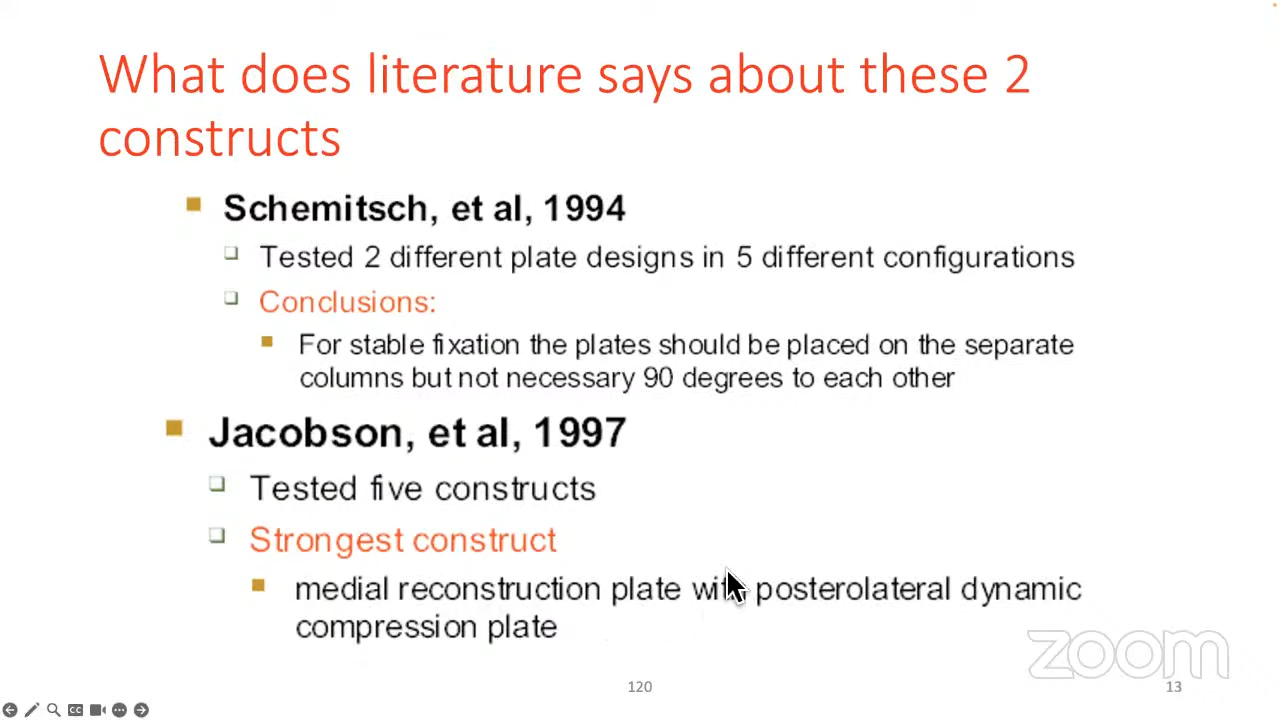 What does literature says about these 2
constructs
Schemitsch, et al, 1994
Tested 2 different plate designs in 5 different configurations
Conclusions:
For stable fixation the plates should be placed on the separate
columns but not necessary 90 degrees to each other
Jacobson, et al, 1997
Tested five constructs
Strongest construct
medial reconstruction plate with posterolateral dynamic
compression plate
zoom
120
13